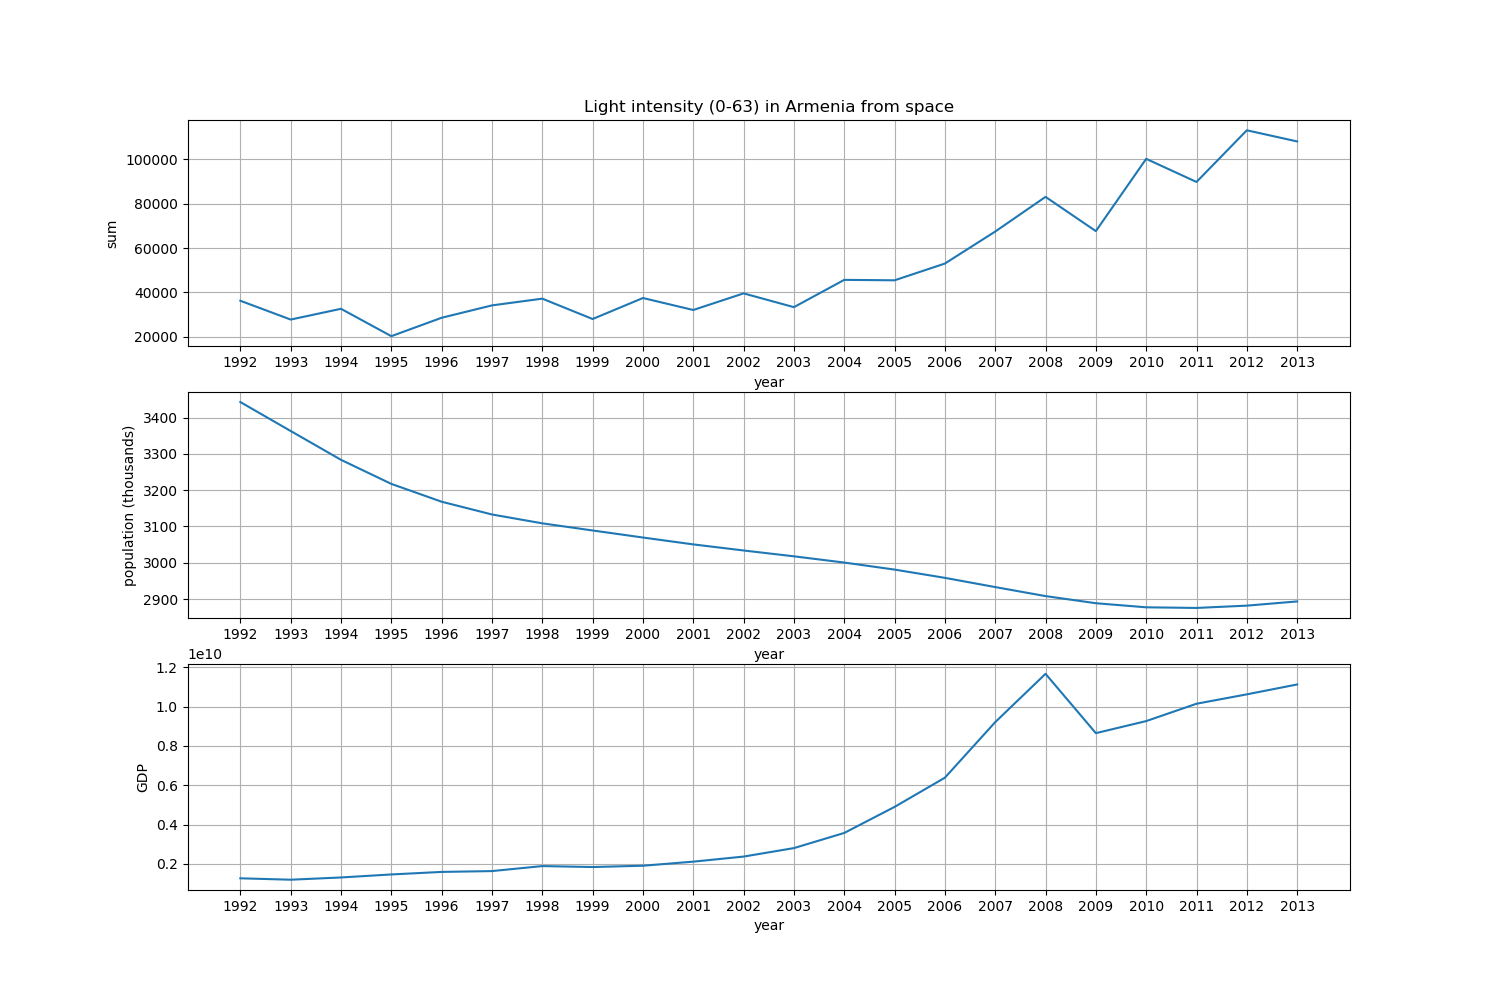 Light intensity (0-63) in Armenia from space
100000
80000
60000
40000
20000
sum
1992 1993 1994 1995 1996 1997 1998 1999 2000 2001 2002 2003 2004 2005 2006 2007 2008 2009 2010 2011 2012 2013
year
3400
3300
3200
3100
3000
2900
population (thousands)
1992 1993 1994 1995 1996 1997 1998 1999 2000 2001 2002 2003 2004 2005 2006 2007 2008 2009 2010 2011 2012 2013
year
1e10
1.2
1.0
0.8
0.6
0.4
0.2
GDP
1992 1993 1994 1995 1996 1997 1998 1999 2000 2001 2002 2003 2004 2005 2006 2007 2008 2009 2010 2011 2012 2013
year